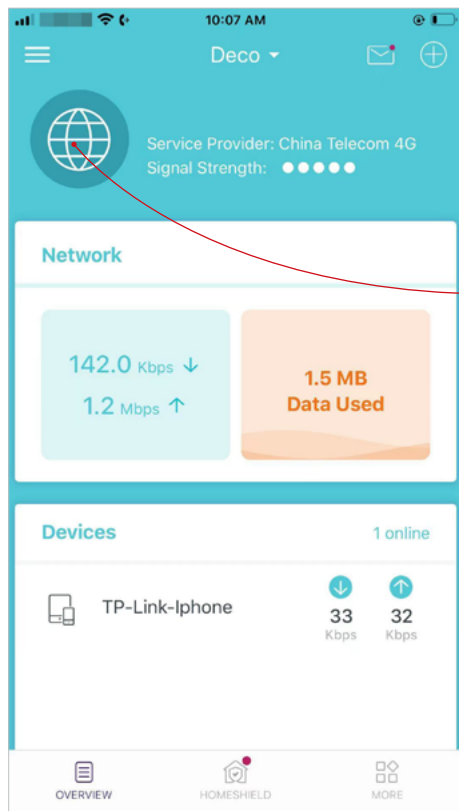 10:07 AM
Deco
Service Provider: China Telecom 4G
Signal Strength:
Network
142.0 Kbps ↓
1.2 Mbps ↑
1.5 MB
Data Used
Devices
1 online
TP-Link-Iphone
33
32
Kbps
Kbps
OVERVIEW
HOMESHIELD
MORE